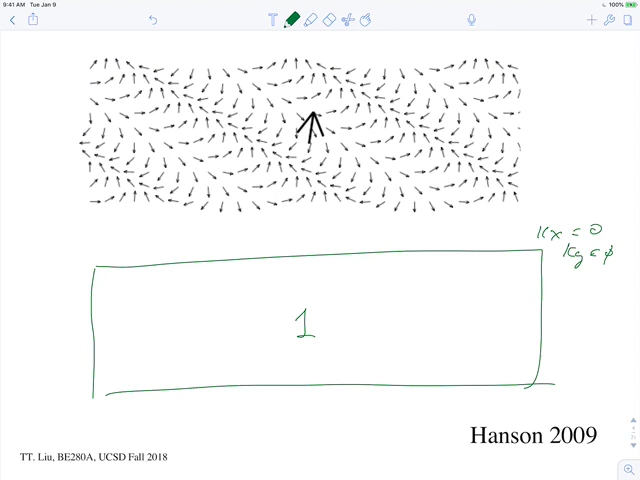 9:41 AM Tue Jan 9
100%
kx = 0
ky = 0
1
Hanson 2009
TT. Liu, BE280A, UCSD Fall 2018